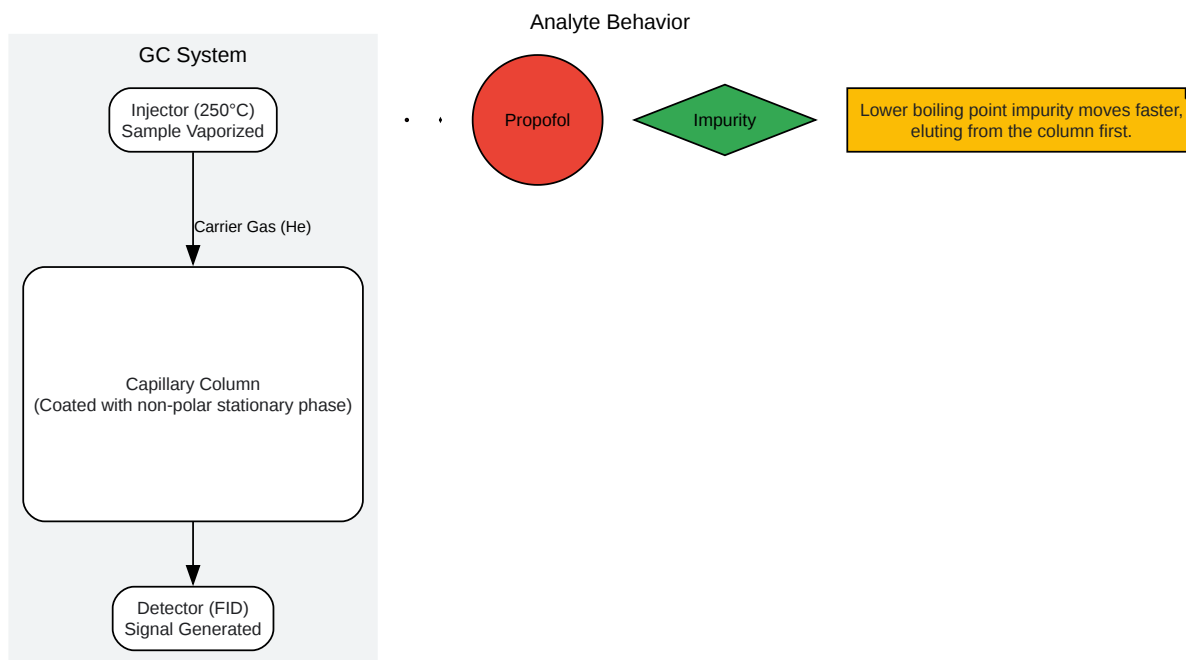 Analyte Behavior
GC System
Injector (250°C)
Sample Vaporized
Propofol
Impurity
Lower boiling point impurity moves faster,
eluting from the column first.
Carrier Gas (He)
Capillary Column
(Coated with non-polar stationary phase)
Detector (FID)
Signal Generated